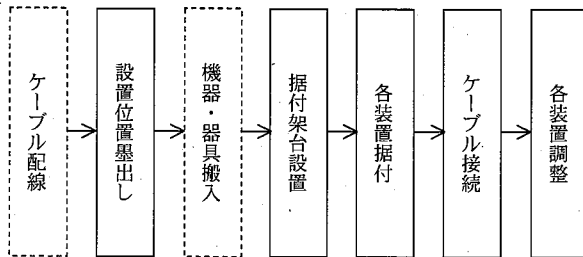 ケーブル配線
設置位置墨出し
機器・器具搬入
据付架台設置
各装置据付
ケーブル接続
各装置調整